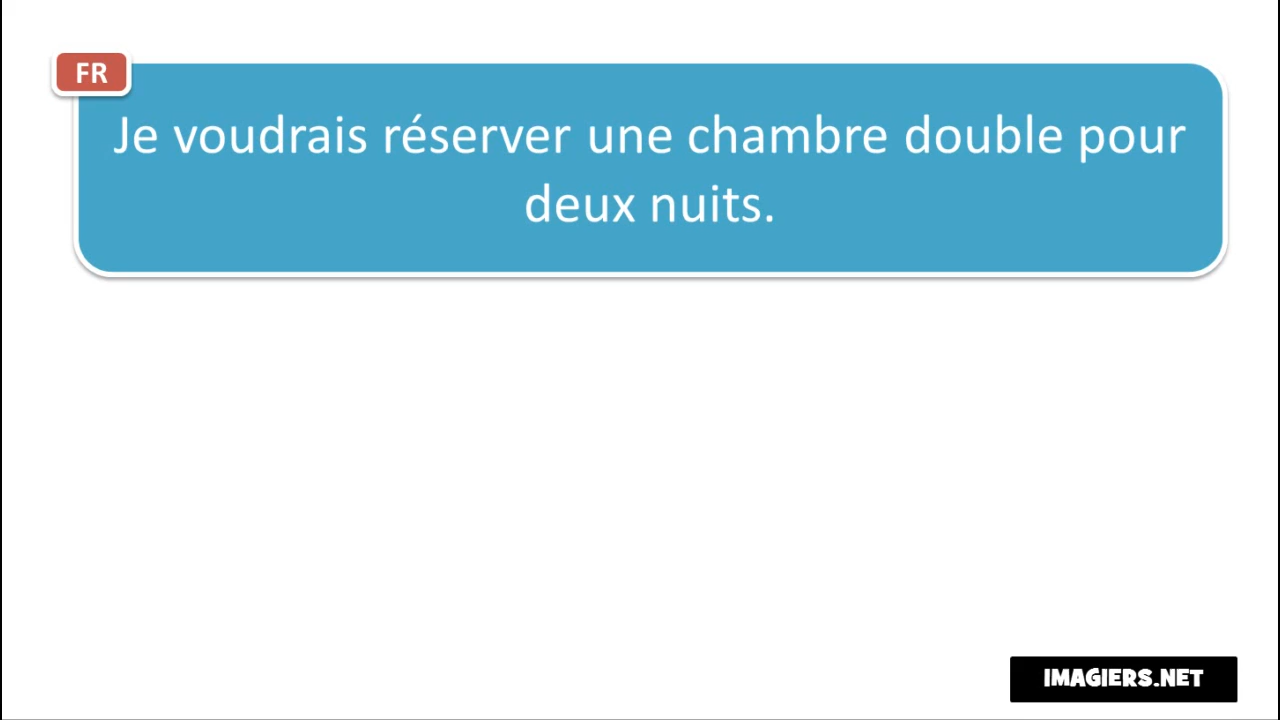 FR
Je voudrais réserver une chambre double pour
deux nuits.
IMAGIERS.NET